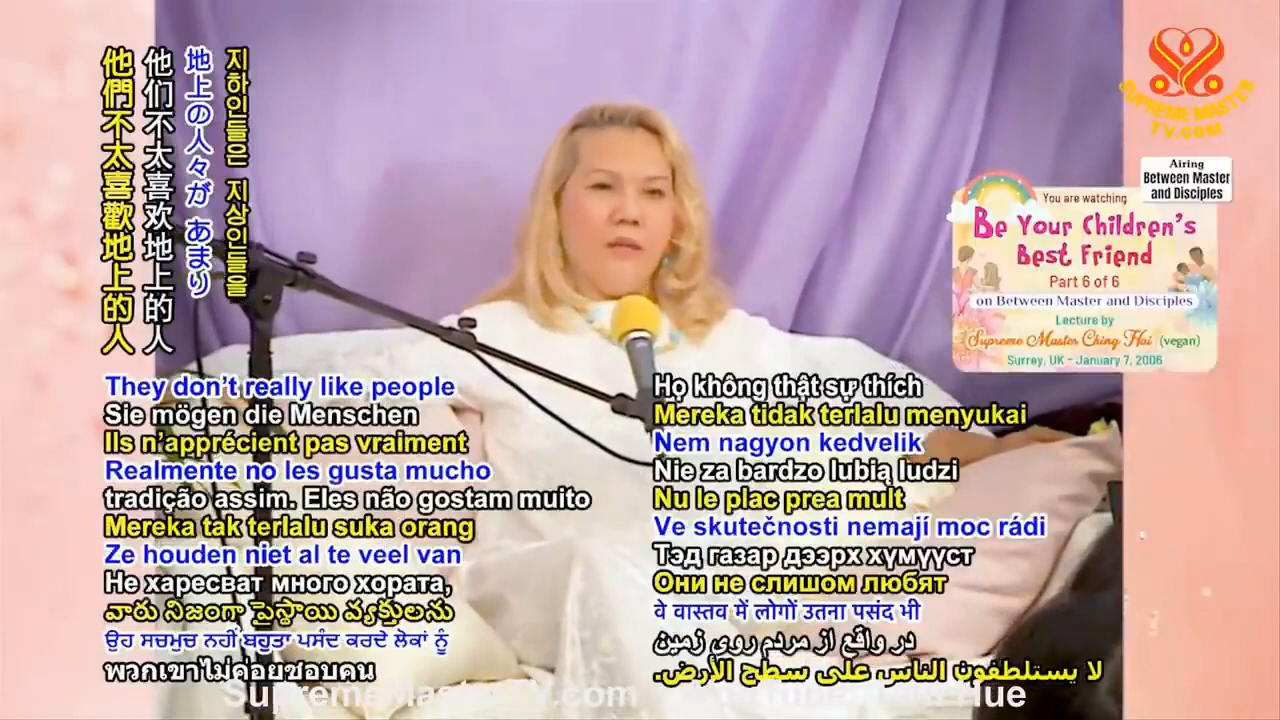 他們不太喜歡地上的人
他们不太喜欢地上的人
地上の人々が あまり
지하인들은 지상인들을
SUPREME MASTER
TV.COM
Airing
Between Master
and Disciples
You are watching
Be Your Children's
Best Friend
Part 6 of 6
on Between Master and Disciples
Lecture by
Supreme Master Ching Hai (vegan)
Surrey, UK – January 7, 2006
They don't really like people
Sie mögen die Menschen
Ils n'apprécient pas vraiment
Realmente no les gusta mucho
tradição assim. Eles não gostam muito
Mereka tak terlalu suka orang
Ze houden niet al te veel van
Не харесват много хората,
వారు నిజంగా పైస్థాయి వ్యక్తులను
ਉਹ ਸਚਮੁਚ ਨਹੀਂ ਬਹੁਤਾ ਪਸੰਦ ਕਰਦੇ ਲੋਕਾਂ ਨੂੰ
พวกเขาไม่ค่อยชอบคน
Họ không thật sự thích
Mereka tidak terlalu menyukai
Nem nagyon kedvelik
Nie za bardzo lubią ludzi
Nu le plac prea mult
Ve skutečnosti nemají moc rádi
Тэд газар дээрх хүмүүст
Они не слишом любят
वे वास्तव में लोगों उतना पसंद भी
در واقع از مردم روی زمین
لا يستلطفون الناس على سطح الأرض.
SupremeMasterTV.com
Hue